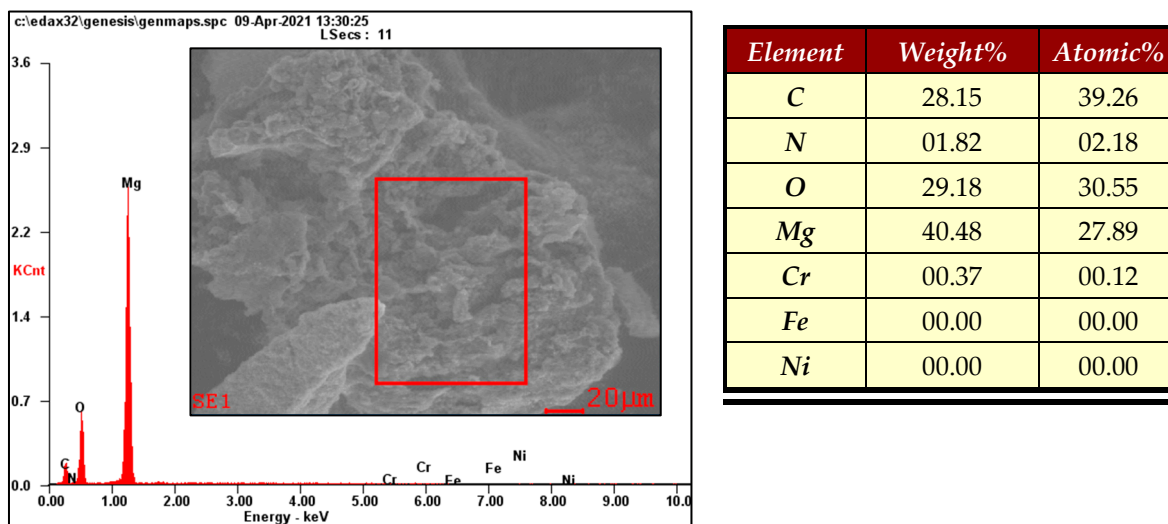 c:\edax32\genesis\genmaps.spc 09-Apr-2021 13:30:25
LSecs : 11
3.6
2.9
2.2
KCnt
1.4
0.7
0.0
C
N
O
Mg
Cr
Cr
Fe
Fe
Ni
Ni
SE1
20µm
0.00 1.00 2.00 3.00 4.00 5.00 6.00 7.00 8.00 9.00 10.0
Energy - keV
Element Weight% Atomic%
C 28.15 39.26
N 01.82 02.18
O 29.18 30.55
Mg 40.48 27.89
Cr 00.37 00.12
Fe 00.00 00.00
Ni 00.00 00.00